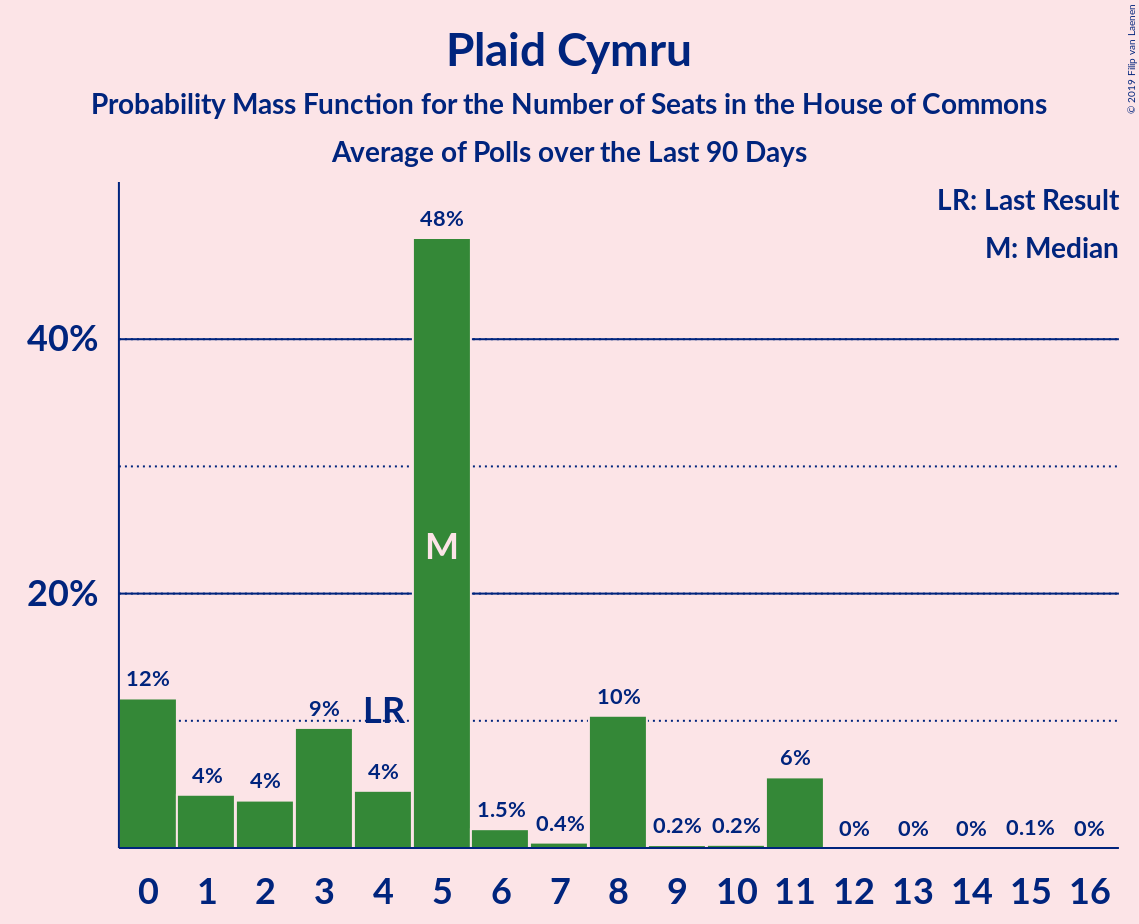 Plaid Cymru
Probability Mass Function for the Number of Seats in the House of Commons
Average of Polls over the Last 90 Days
© 2019 Filip van Laenen
LR: Last Result
M: Median
40%
20%
12%
4%
4%
9%
LR
4%
48%
M
1.5%
0.4%
10%
0.2%
0.2%
6%
0%
0%
0%
0.1%
0%
0 1 2 3 4 5 6 7 8 9 10 11 12 13 14 15 16